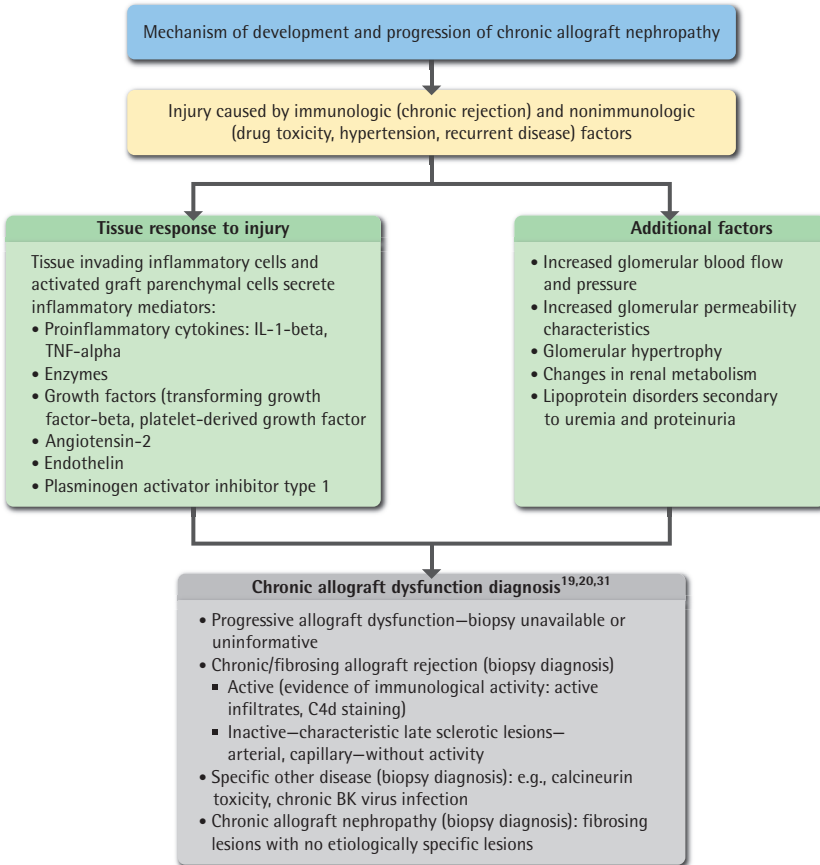 Mechanism of development and progression of chronic allograft nephropathy
Injury caused by immunologic (chronic rejection) and nonimmunologic
(drug toxicity, hypertension, recurrent disease) factors
Tissue response to injury
Tissue invading inflammatory cells and
activated graft parenchymal cells secrete
inflammatory mediators:
• Proinflammatory cytokines: IL-1-beta,
TNF-alpha
• Enzymes
• Growth factors (transforming growth
factor-beta, platelet-derived growth factor
• Angiotensin-2
• Endothelin
• Plasminogen activator inhibitor type 1
Additional factors
• Increased glomerular blood flow
and pressure
• Increased glomerular permeability
characteristics
• Glomerular hypertrophy
• Changes in renal metabolism
• Lipoprotein disorders secondary
to uremia and proteinuria
Chronic allograft dysfunction diagnosis19,20,31
• Progressive allograft dysfunction—biopsy unavailable or
uninformative
• Chronic/fibrosing allograft rejection (biopsy diagnosis)
▪ Active (evidence of immunological activity: active
infiltrates, C4d staining)
▪ Inactive—characteristic late sclerotic lesions—
arterial, capillary—without activity
• Specific other disease (biopsy diagnosis): e.g., calcineurin
toxicity, chronic BK virus infection
• Chronic allograft nephropathy (biopsy diagnosis): fibrosing
lesions with no etiologically specific lesions